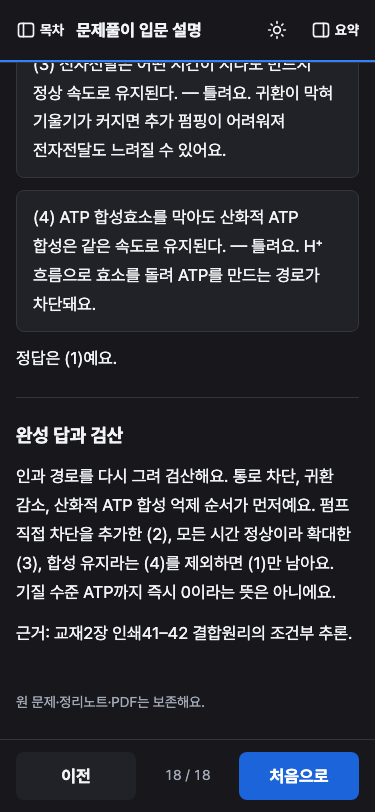 목차 문제풀이 입문 설명 요약
(3) 전자전달은 어떤 시간이 지나도 반드시
정상 속도로 유지된다. — 틀려요. 귀환이 막혀
기울기가 커지면 추가 펌핑이 어려워져
전자전달도 느려질 수 있어요.
(4) ATP 합성효소를 막아도 산화적 ATP
합성은 같은 속도로 유지된다. — 틀려요. H⁺
흐름으로 효소를 돌려 ATP를 만드는 경로가
차단돼요.
정답은 (1)예요.
완성 답과 검산
인과 경로를 다시 그려 검산해요. 통로 차단, 귀환
감소, 산화적 ATP 합성 억제 순서가 먼저예요. 펌프
직접 차단을 추가한 (2), 모든 시간 정상이라 확대한
(3), 합성 유지라는 (4)를 제외하면 (1)만 남아요.
기질 수준 ATP까지 즉시 0이라는 뜻은 아니에요.
근거: 교재2장 인쇄41–42 결합원리의 조건부 추론.
원 문제·정리노트·PDF는 보존해요.
이전 18 / 18 처음으로